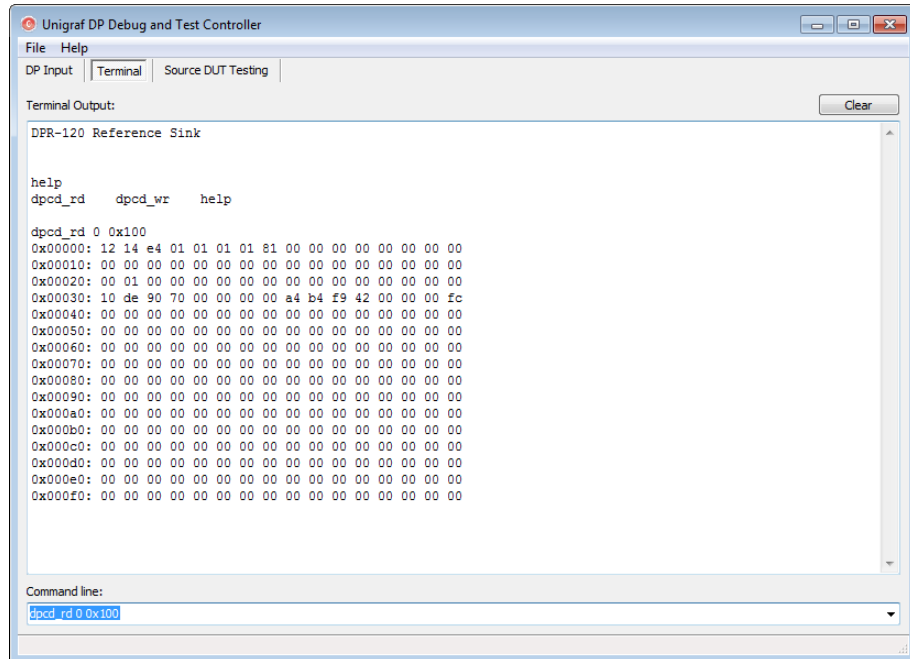 Unigraf DP Debug and Test Controller
File Help
DP Input Terminal Source DUT Testing
Terminal Output: Clear
DPR-120 Reference Sink
help
dpcd_rd dpcd_wr help
dpcd_rd 0 0x100
0x00000: 12 14 e4 01 01 01 01 81 00 00 00 00 00 00 00 00
0x00010: 00 00 00 00 00 00 00 00 00 00 00 00 00 00 00 00
0x00020: 00 01 00 00 00 00 00 00 00 00 00 00 00 00 00 00
0x00030: 10 de 90 70 00 00 00 00 a4 b4 f9 42 00 00 00 fc
0x00040: 00 00 00 00 00 00 00 00 00 00 00 00 00 00 00 00
0x00050: 00 00 00 00 00 00 00 00 00 00 00 00 00 00 00 00
0x00060: 00 00 00 00 00 00 00 00 00 00 00 00 00 00 00 00
0x00070: 00 00 00 00 00 00 00 00 00 00 00 00 00 00 00 00
0x00080: 00 00 00 00 00 00 00 00 00 00 00 00 00 00 00 00
0x00090: 00 00 00 00 00 00 00 00 00 00 00 00 00 00 00 00
0x000a0: 00 00 00 00 00 00 00 00 00 00 00 00 00 00 00 00
0x000b0: 00 00 00 00 00 00 00 00 00 00 00 00 00 00 00 00
0x000c0: 00 00 00 00 00 00 00 00 00 00 00 00 00 00 00 00
0x000d0: 00 00 00 00 00 00 00 00 00 00 00 00 00 00 00 00
0x000e0: 00 00 00 00 00 00 00 00 00 00 00 00 00 00 00 00
0x000f0: 00 00 00 00 00 00 00 00 00 00 00 00 00 00 00 00
Command line:
dpcd_rd 0 0x100